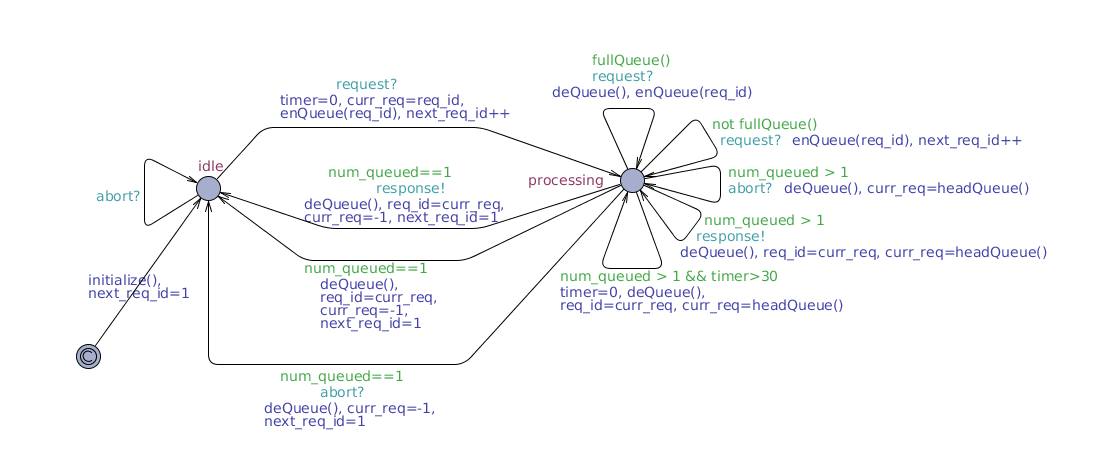 fullQueue()
request?
deQueue(), enQueue(req_id)
request?
timer=0, curr_req=req_id,
enQueue(req_id), next_req_id++
not fullQueue()
request? enQueue(req_id), next_req_id++
idle
num_queued==1
response!
deQueue(), req_id=curr_req,
curr_req=-1, next_req_id=1
processing
num_queued > 1
abort? deQueue(), curr_req=headQueue()
abort?
num_queued > 1
response!
deQueue(), req_id=curr_req, curr_req=headQueue()
num_queued==1
deQueue(),
req_id=curr_req,
curr_req=-1,
next_req_id=1
num_queued > 1 && timer>30
timer=0, deQueue(),
req_id=curr_req, curr_req=headQueue()
initialize(),
next_req_id=1
C
num_queued==1
abort?
deQueue(), curr_req=-1,
next_req_id=1